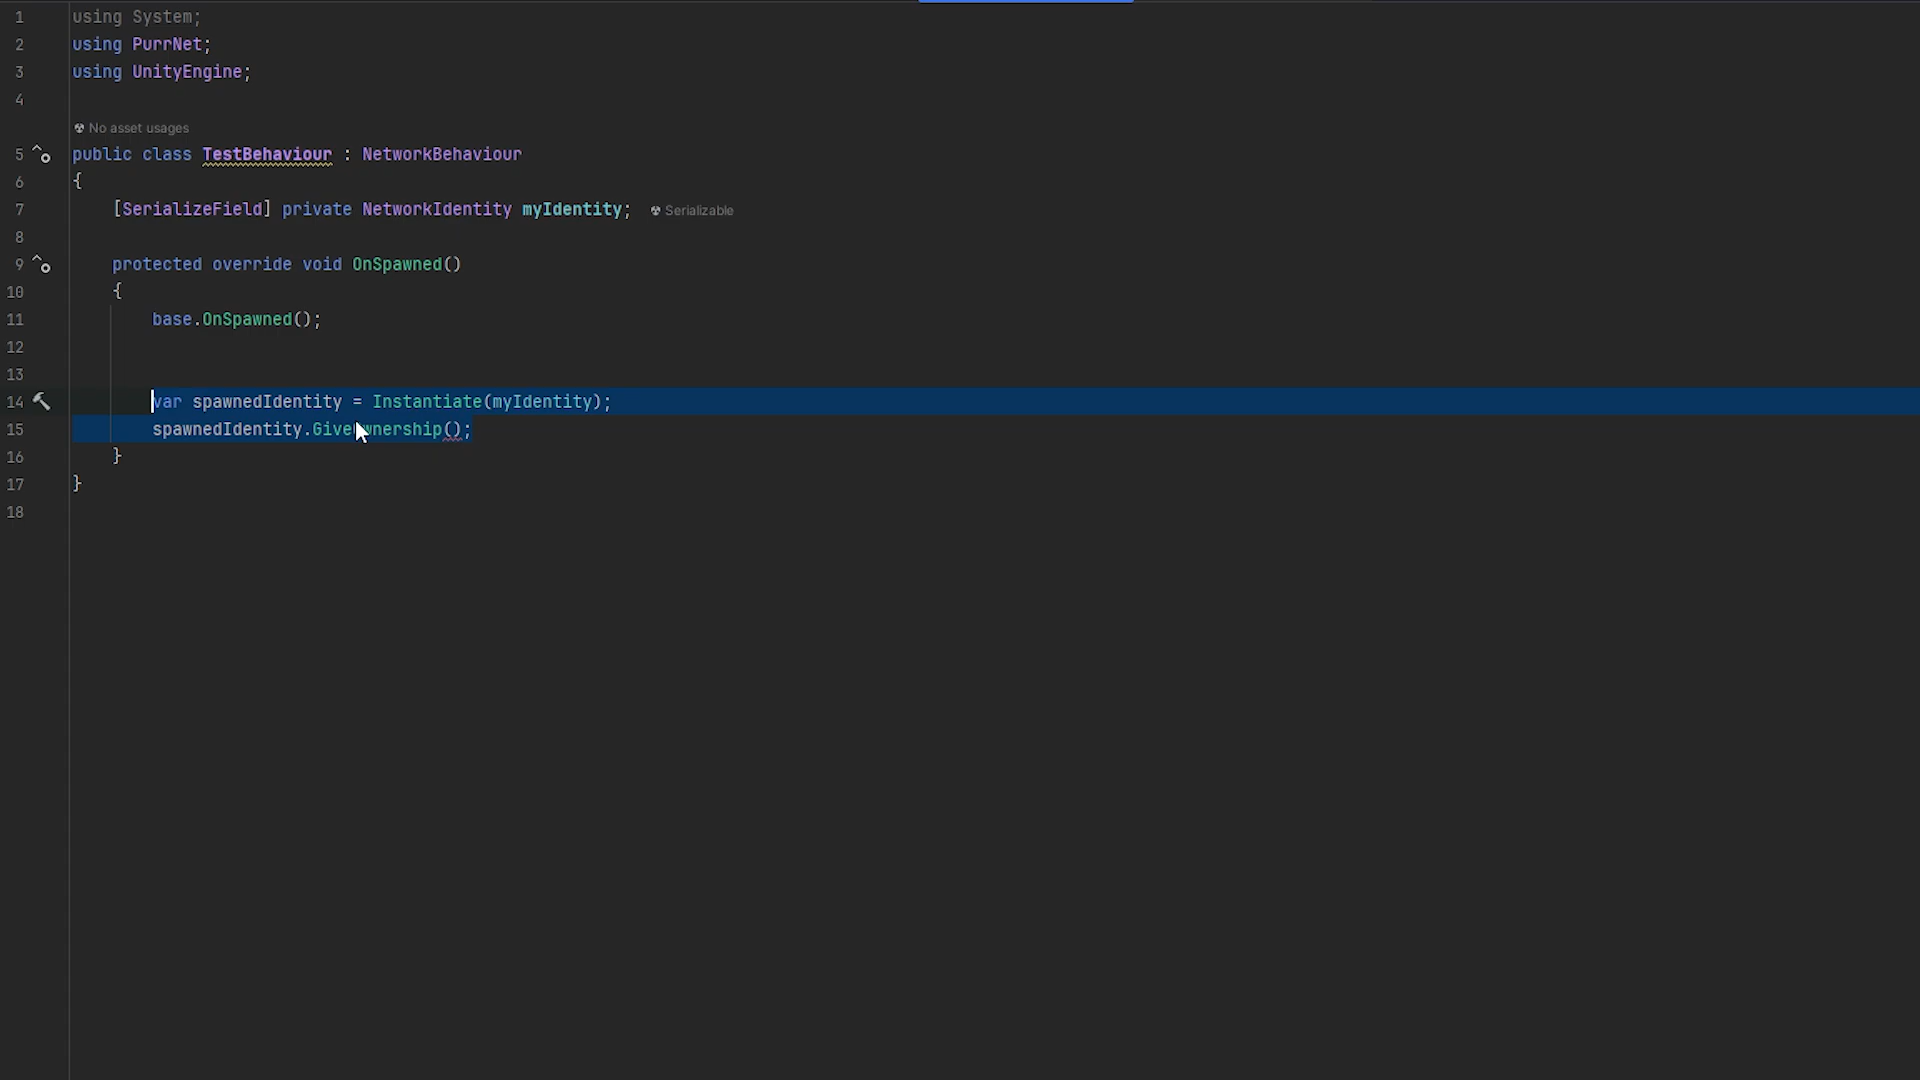 1 using System;
2 using PurrNet;
3 using UnityEngine;
4
No asset usages
5 public class TestBehaviour : NetworkBehaviour
6 {
7 [SerializeField] private NetworkIdentity myIdentity; Serializable
8
9 protected override void OnSpawned()
10 {
11 base.OnSpawned();
12
13
14 var spawnedIdentity = Instantiate(myIdentity);
15 spawnedIdentity.GiveOwnership();
16 }
17 }
18